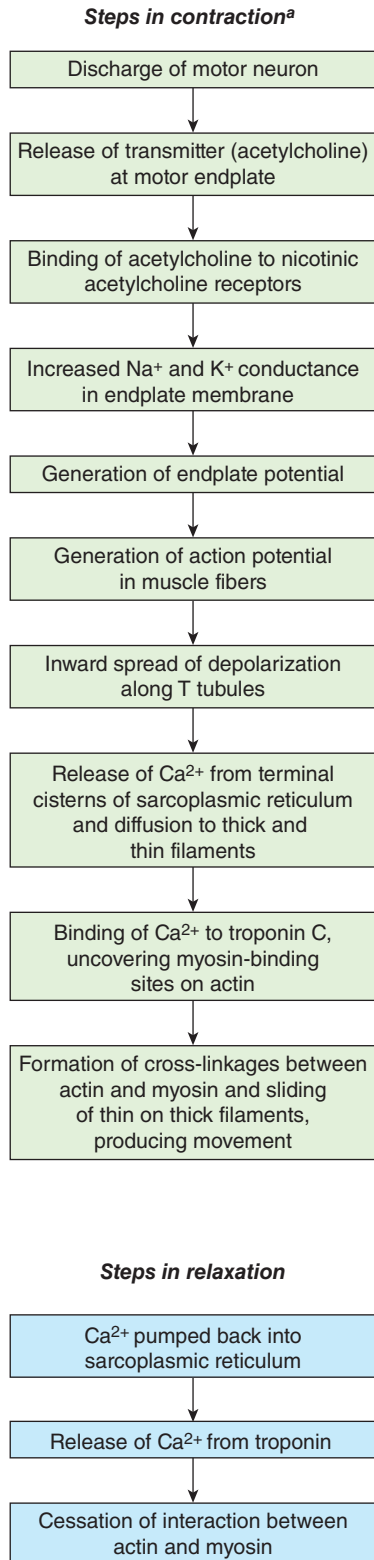 Steps in contractionᵃ
Discharge of motor neuron
Release of transmitter (acetylcholine)
at motor endplate
Binding of acetylcholine to nicotinic
acetylcholine receptors
Increased Na⁺ and K⁺ conductance
in endplate membrane
Generation of endplate potential
Generation of action potential
in muscle fibers
Inward spread of depolarization
along T tubules
Release of Ca²⁺ from terminal
cisterns of sarcoplasmic reticulum
and diffusion to thick and
thin filaments
Binding of Ca²⁺ to troponin C,
uncovering myosin-binding
sites on actin
Formation of cross-linkages between
actin and myosin and sliding
of thin on thick filaments,
producing movement
Steps in relaxation
Ca²⁺ pumped back into
sarcoplasmic reticulum
Release of Ca²⁺ from troponin
Cessation of interaction between
actin and myosin